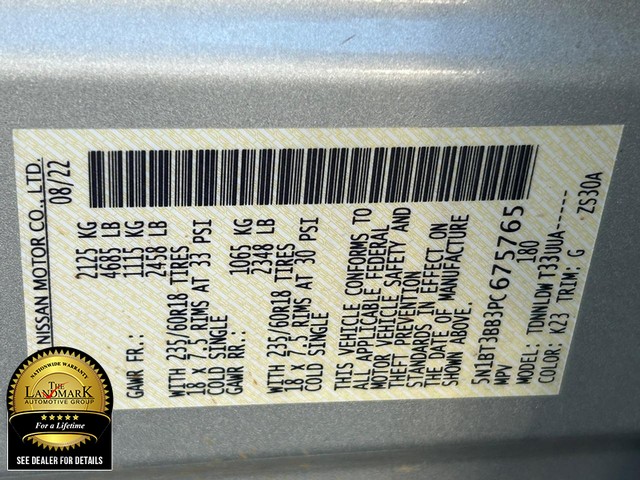 NISSAN MOTOR CO., LTD.
08/22
2125 KG
4685 LB
GAWR FR.: 1115 KG
2458 LB
WITH 235/60R18 TIRES
18 X 7.5 RIMS AT 33 PSI
COLD SINGLE
GAWR RR.: 1065 KG
2348 LB
WITH 235/60R18 TIRES
18 X 7.5 RIMS AT 30 PSI
COLD SINGLE
THIS VEHICLE CONFORMS TO
ALL APPLICABLE FEDERAL
MOTOR VEHICLE SAFETY AND
THEFT PREVENTION
STANDARDS IN EFFECT ON
THE DATE OF MANUFACTURE
SHOWN ABOVE.
5N1BT3BB3PC675765
MPV 180
MODEL: TDNNLDW T33UUA------
COLOR: K23 TRIM: G ZS30A
NATIONWIDE WARRANTY
THE
LANDMARK
AUTOMOTIVE GROUP
For a Lifetime
SEE DEALER FOR DETAILS